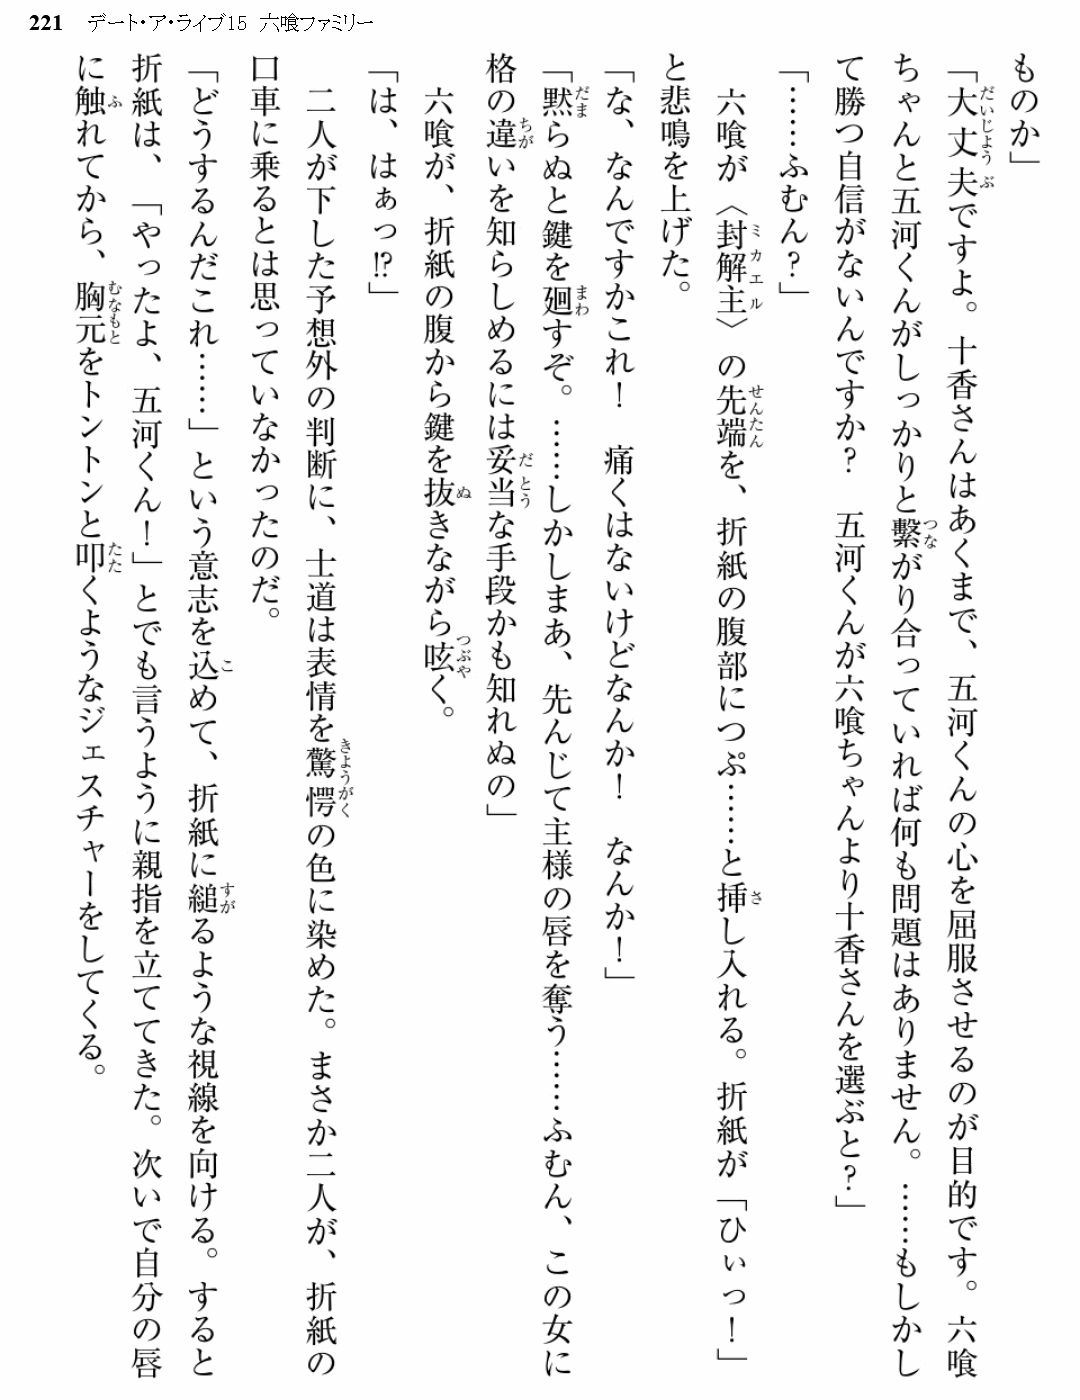 221 デート・ア・ライブ15 六喰ファミリー
ものか」
「大丈夫ですよ。十香さんはあくまで、五河くんの心を屈服させるのが目的です。六喰
ちゃんと五河くんがしっかりと繫がり合っていれば何も問題はありません。……もしかし
て勝つ自信がないんですか? 五河くんが六喰ちゃんより十香さんを選ぶと?」
「……ふむん?」
六喰が〈封解主〉の先端を、折紙の腹部につぷ……と挿し入れる。折紙が「ひぃっ!」
と悲鳴を上げた。
「な、なんですかこれ! 痛くはないけどなんか! なんか!」
「黙らぬと鍵を廻すぞ。……しかしまあ、先んじて主様の唇を奪う……ふむん、この女に
格の違いを知らしめるには妥当な手段かも知れぬの」
六喰が、折紙の腹から鍵を抜きながら呟く。
「は、はぁっ!?」
二人が下した予想外の判断に、士道は表情を驚愕の色に染めた。まさか二人が、折紙の
口車に乗るとは思っていなかったのだ。
「どうするんだこれ……」という意志を込めて、折紙に縋るような視線を向ける。すると
折紙は、「やったよ、五河くん!」とでも言うように親指を立ててきた。次いで自分の唇
に触れてから、胸元をトントンと叩くようなジェスチャーをしてくる。